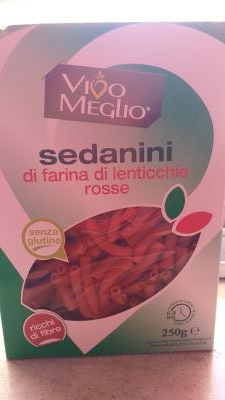 VIVO
MEGLIO®
sedanini
di farina di lenticchie
rosse
senza
glutine
ricchi
di fibre
250g ℮